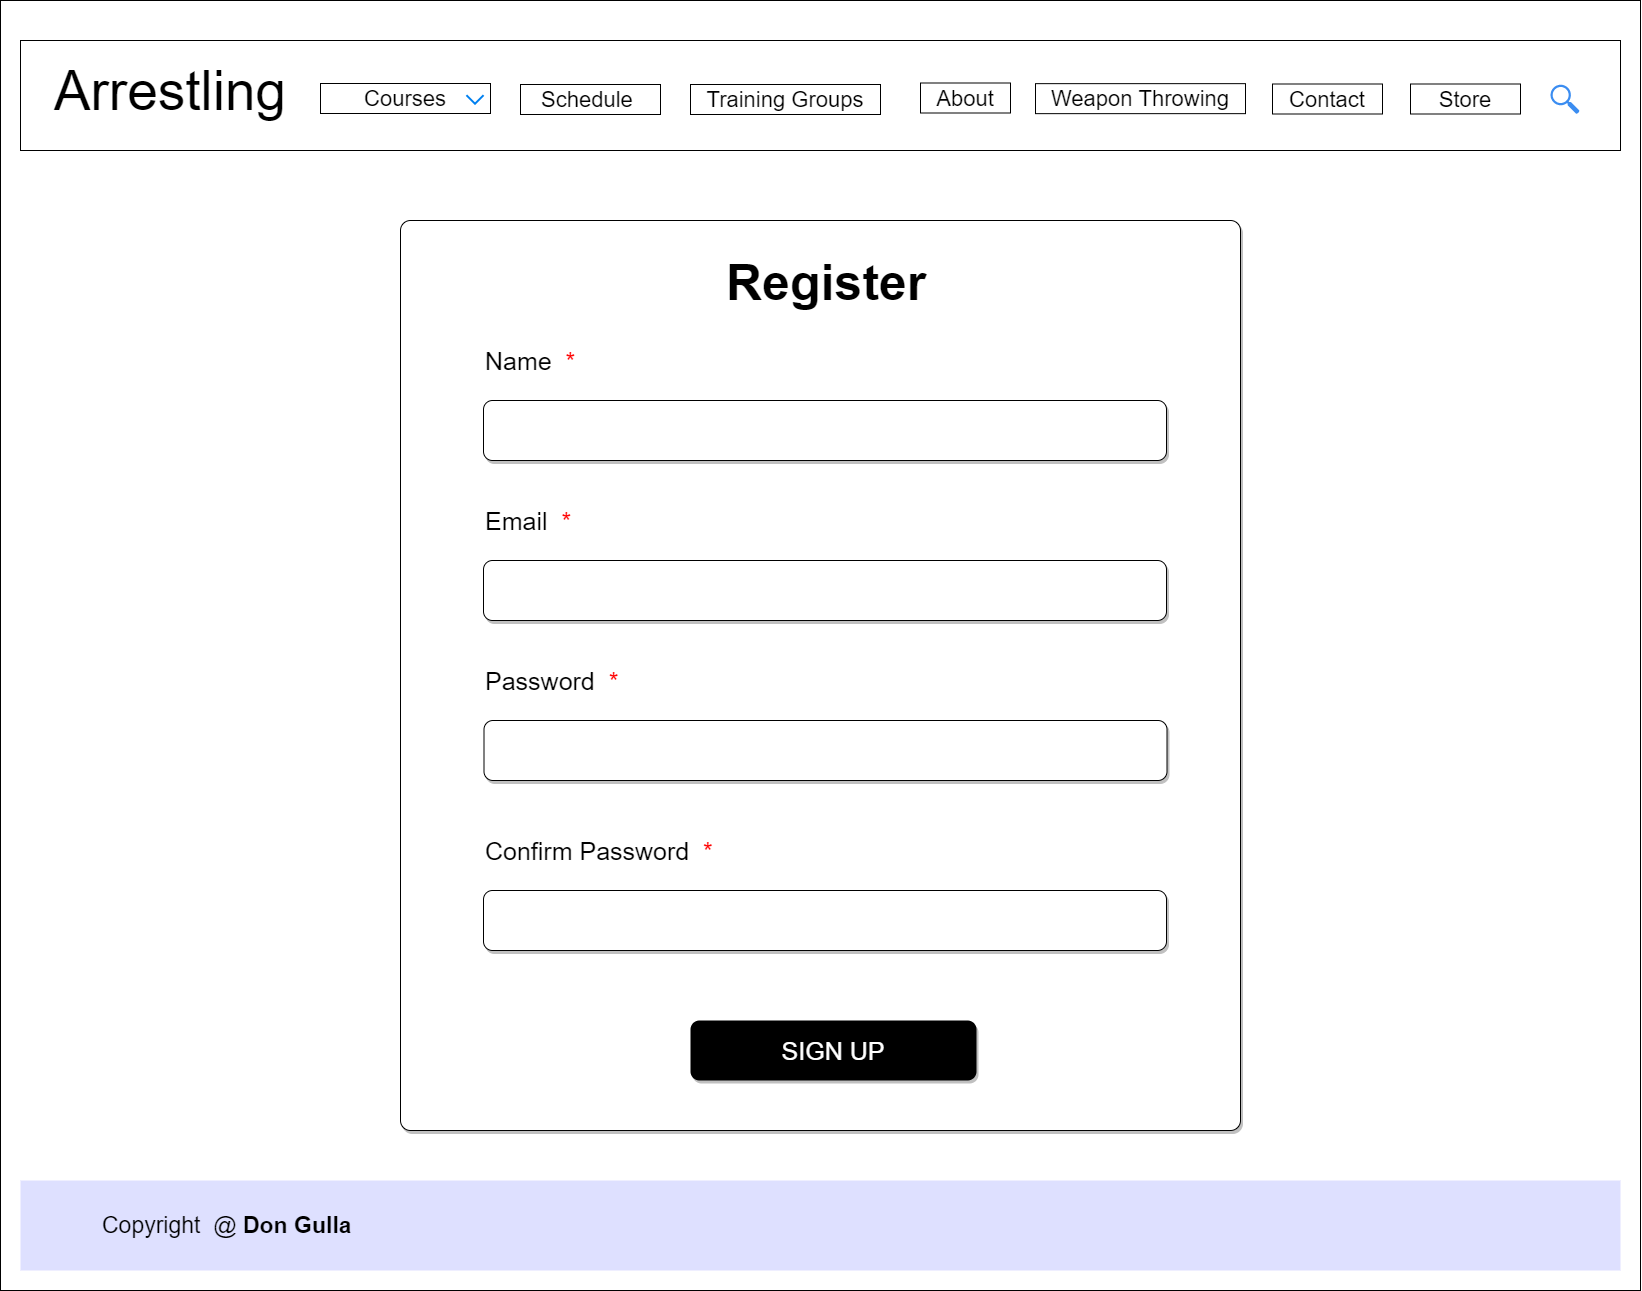 Arrestling Courses Schedule Training Groups About Weapon Throwing Contact Store
Register
Name *
Email *
Password *
Confirm Password *
SIGN UP
Copyright @ Don Gulla